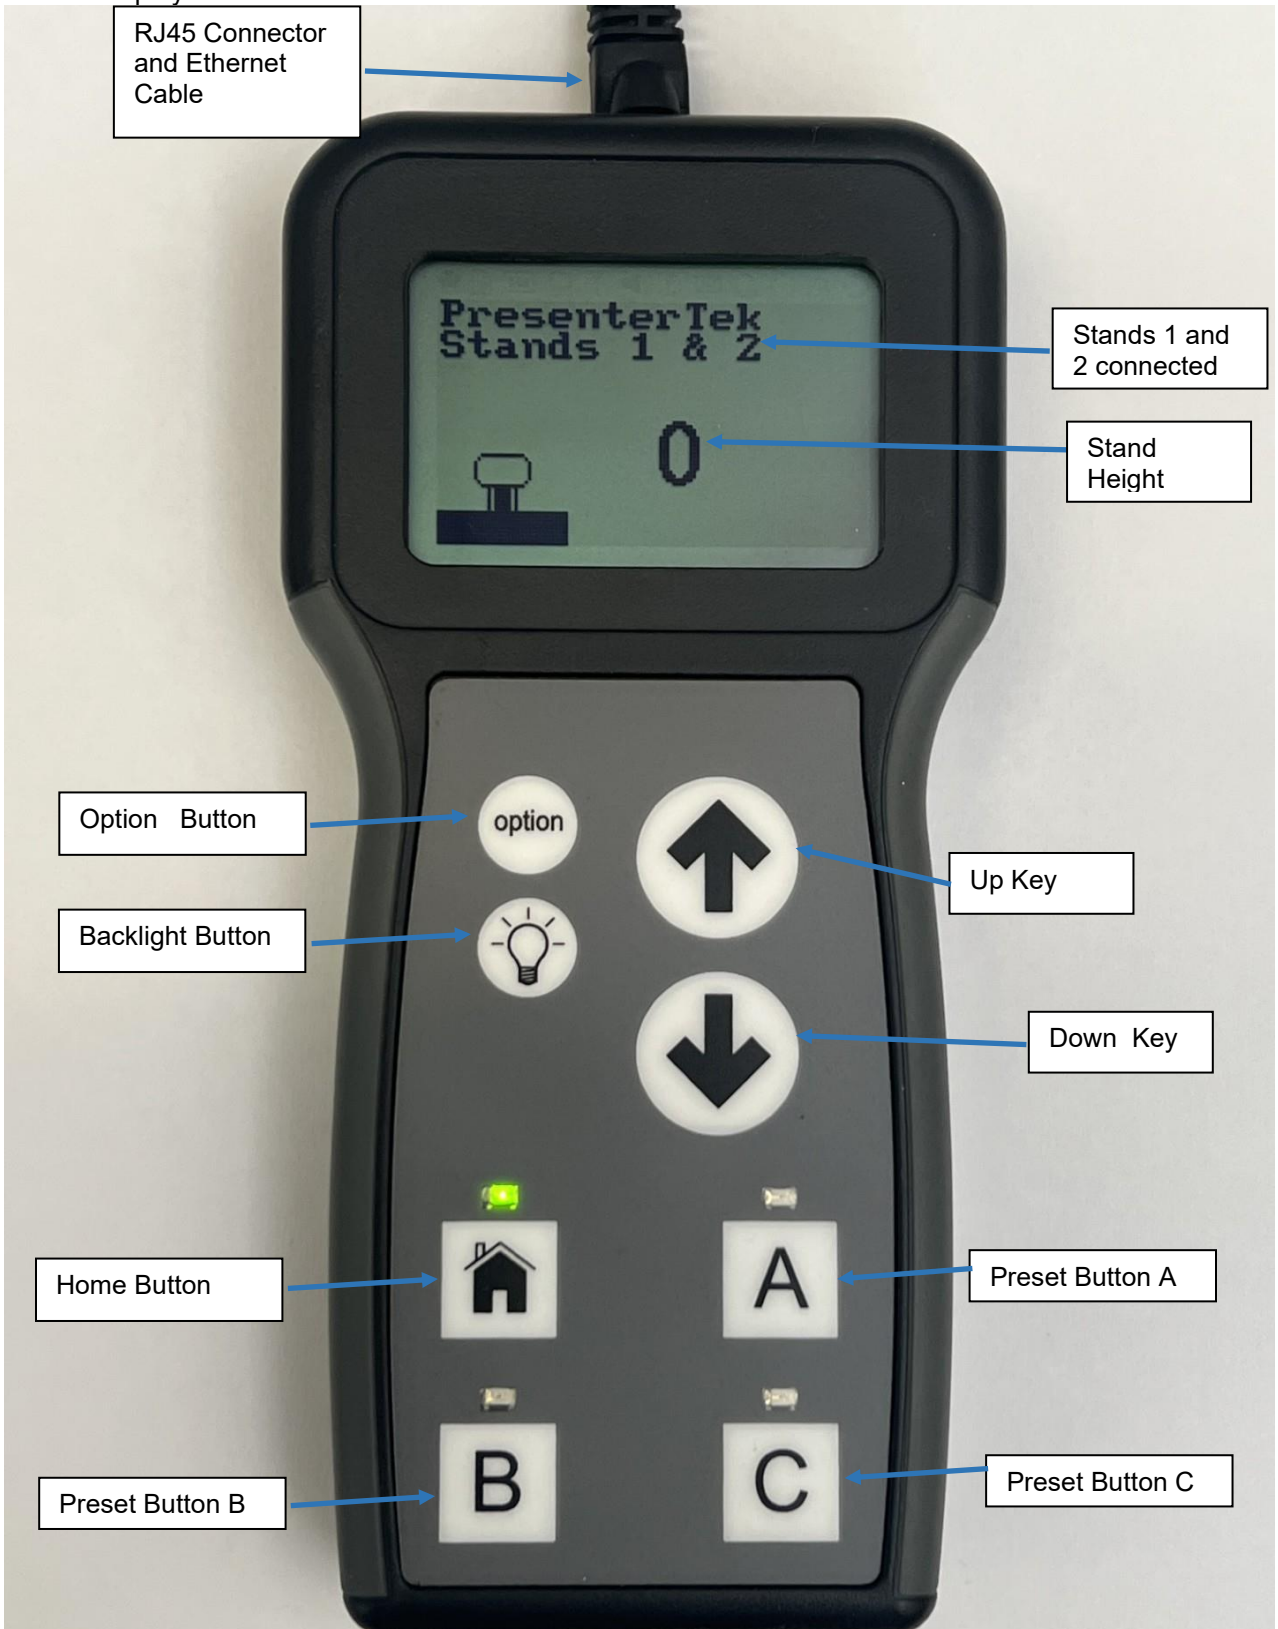 RJ45 Connector
and Ethernet
Cable
PresenterTek
Stands 1 & 2
Stands 1 and
2 connected
0
Stand
Height
Option Button
option
Up Key
Backlight Button
Down Key
Home Button
A
Preset Button A
B
C
Preset Button B
Preset Button C